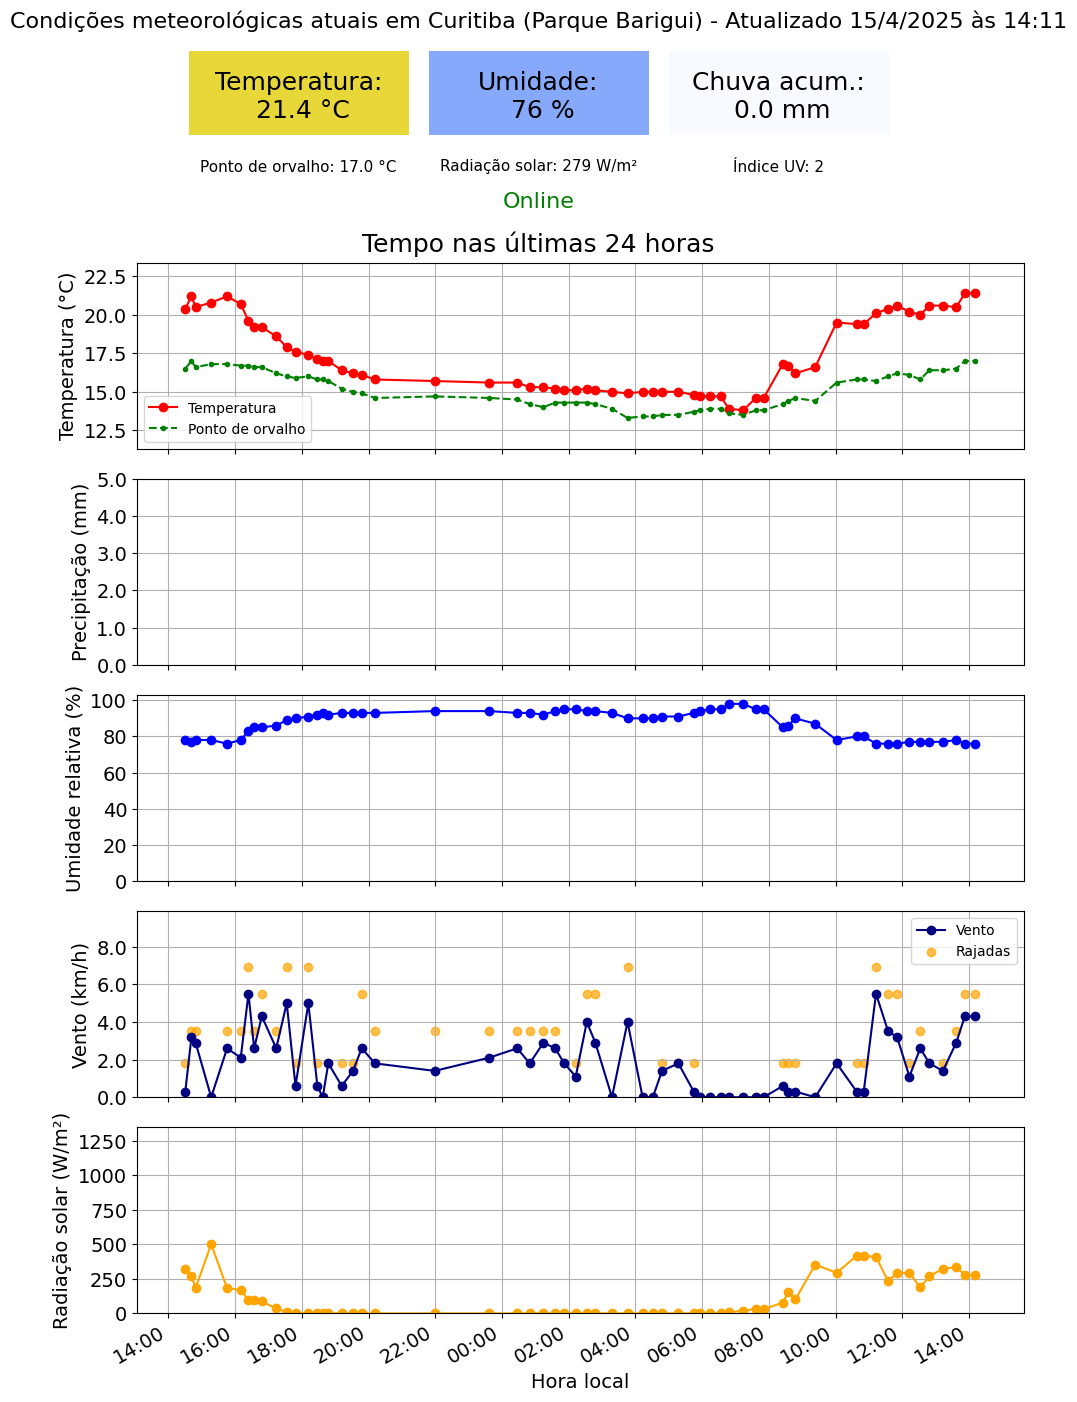 Condições meteorológicas atuais em Curitiba (Parque Barigui) - Atualizado 15/4/2025 às 14:11
Temperatura:
21.4 °C
Umidade:
76 %
Chuva acum.:
0.0 mm
Ponto de orvalho: 17.0 °C
Radiação solar: 279 W/m²
Índice UV: 2
Online
Tempo nas últimas 24 horas
Temperatura (°C)
22.5
20.0
17.5
15.0
12.5
Temperatura
Ponto de orvalho
Precipitação (mm)
5.0
4.0
3.0
2.0
1.0
0.0
Umidade relativa (%)
100
80
60
40
20
0
Vento (km/h)
8.0
6.0
4.0
2.0
0.0
Vento
Rajadas
Radiação solar (W/m²)
1250
1000
750
500
250
0
14:00 16:00 18:00 20:00 22:00 00:00 02:00 04:00 06:00 08:00 10:00 12:00 14:00
Hora local